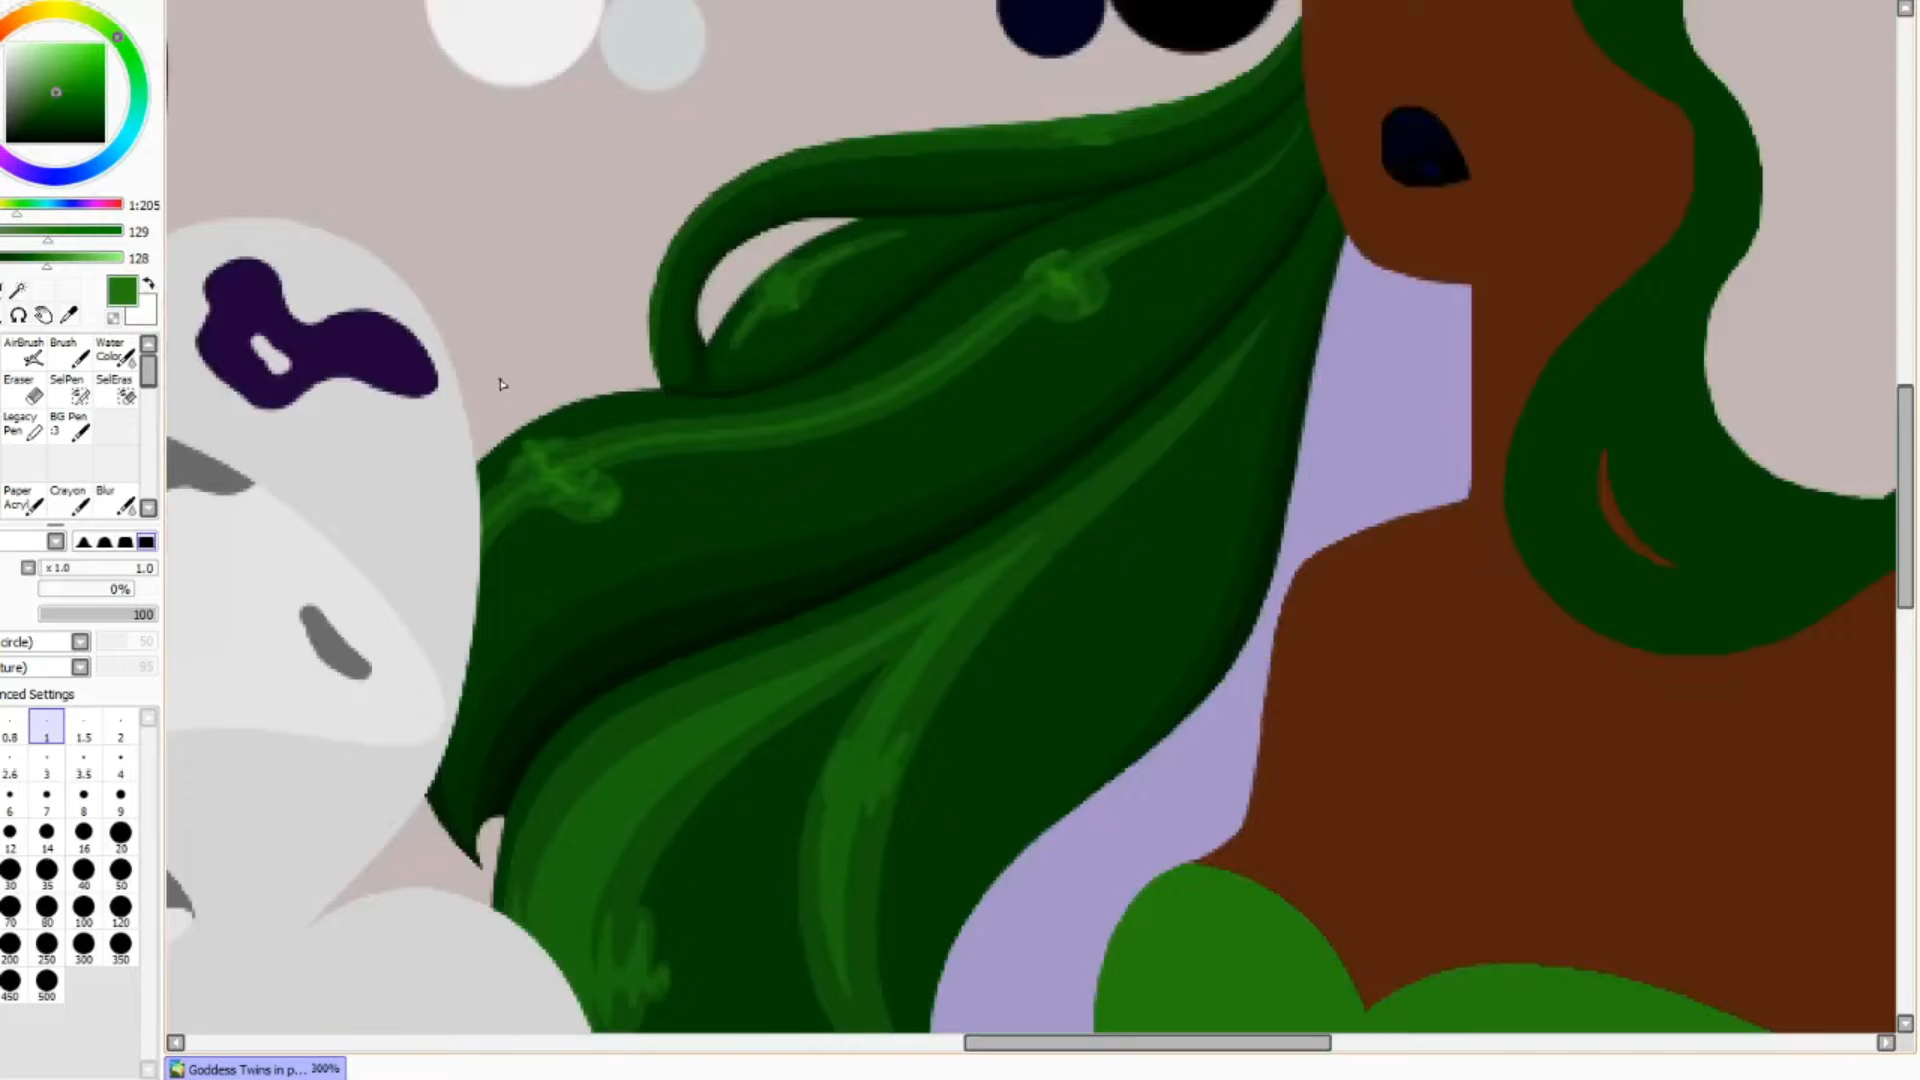 1:205
129
128
AirBrush Brush Water
Color
Eraser SelPen SelEras
Legacy BG Pen
Pen :3
Paper Crayon Blur
Acryl
x 1.0 1.0
0%
100
circle) 50
ture) 95
nced Settings
0.8 1 1.5 2
2.6 3 3.5 4
6 7 8 9
12 14 16 20
30 35 40 50
70 80 100 120
200 250 300 350
450 500
Goddess Twins in p... 300%